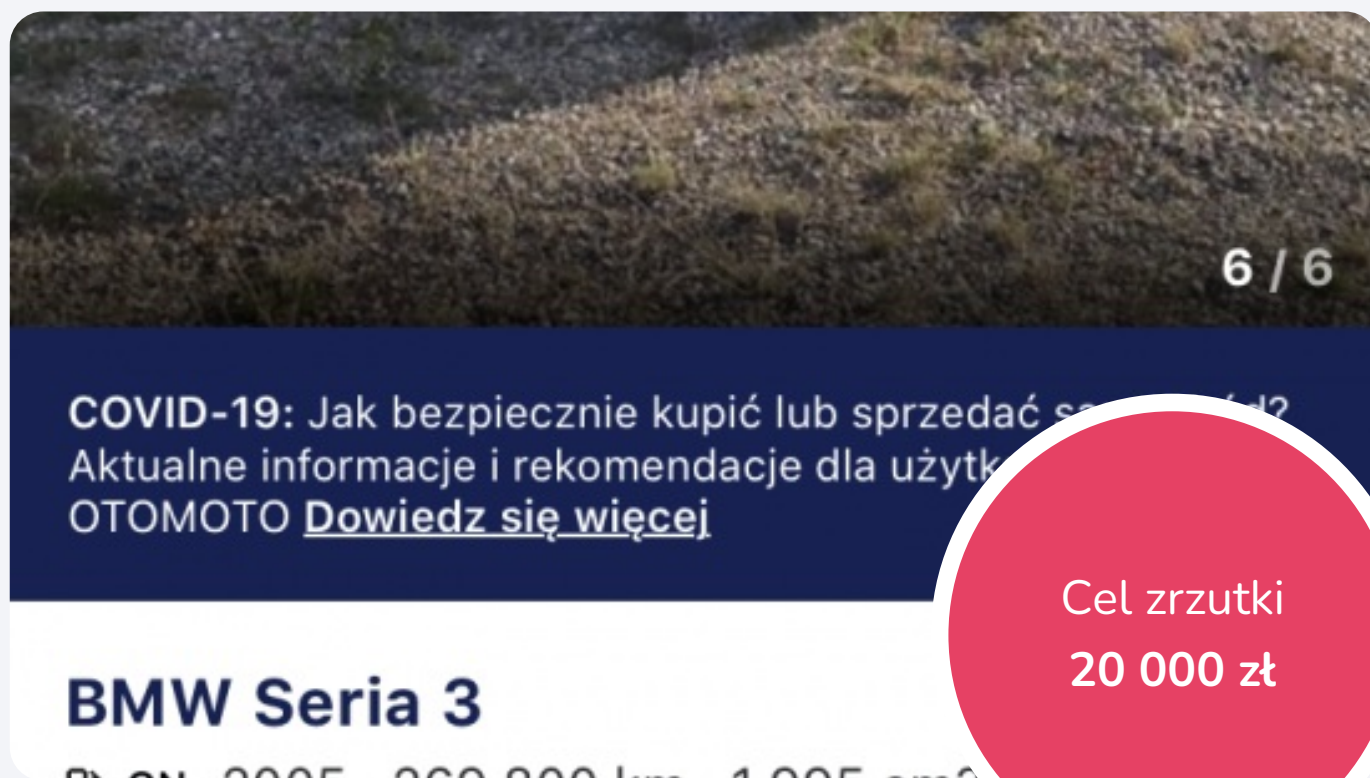 6 / 6
COVID-19: Jak bezpiecznie kupić lub sprzedać
Aktualne informacje i rekomendacje dla
OTOMOTO Dowiedz się więcej
Cel zrzutki
20 000 zł
BMW Seria 3